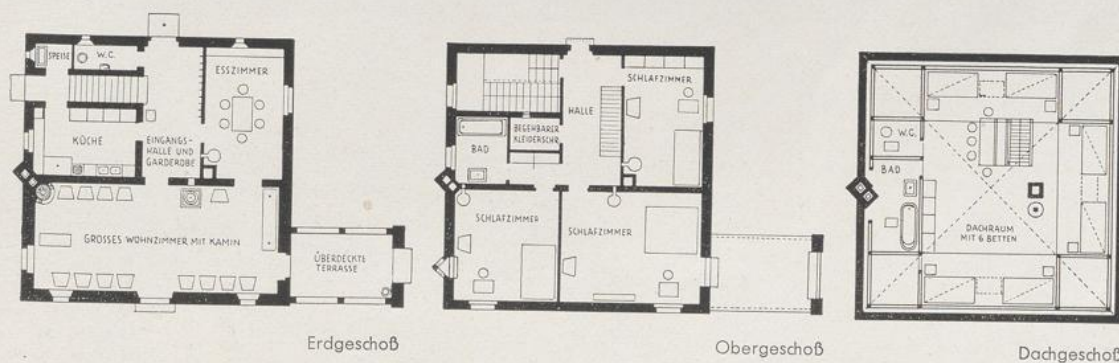 SPEISE
W.C.
ESSZIMMER
KÜCHE
EINGANGS-
HALLE UND
GARDEROBE
GROSSES WOHNZIMMER MIT KAMIN
ÜBERDECKTE
TERRASSE
Erdgeschoß
SCHLAFZIMMER
HALLE
BEGEHBARER
KLEIDERSCHR.
BAD
SCHLAFZIMMER
SCHLAFZIMMER
Obergeschoß
W.C.
BAD
DACHRAUM
MIT 6 BETTEN
Dachgeschoß